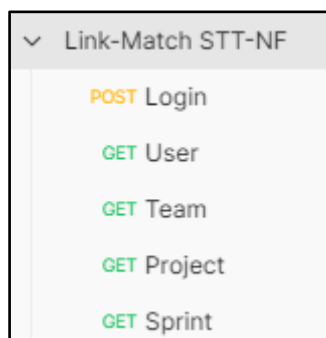 Link-Match STT-NF
POST Login
GET User
GET Team
GET Project
GET Sprint